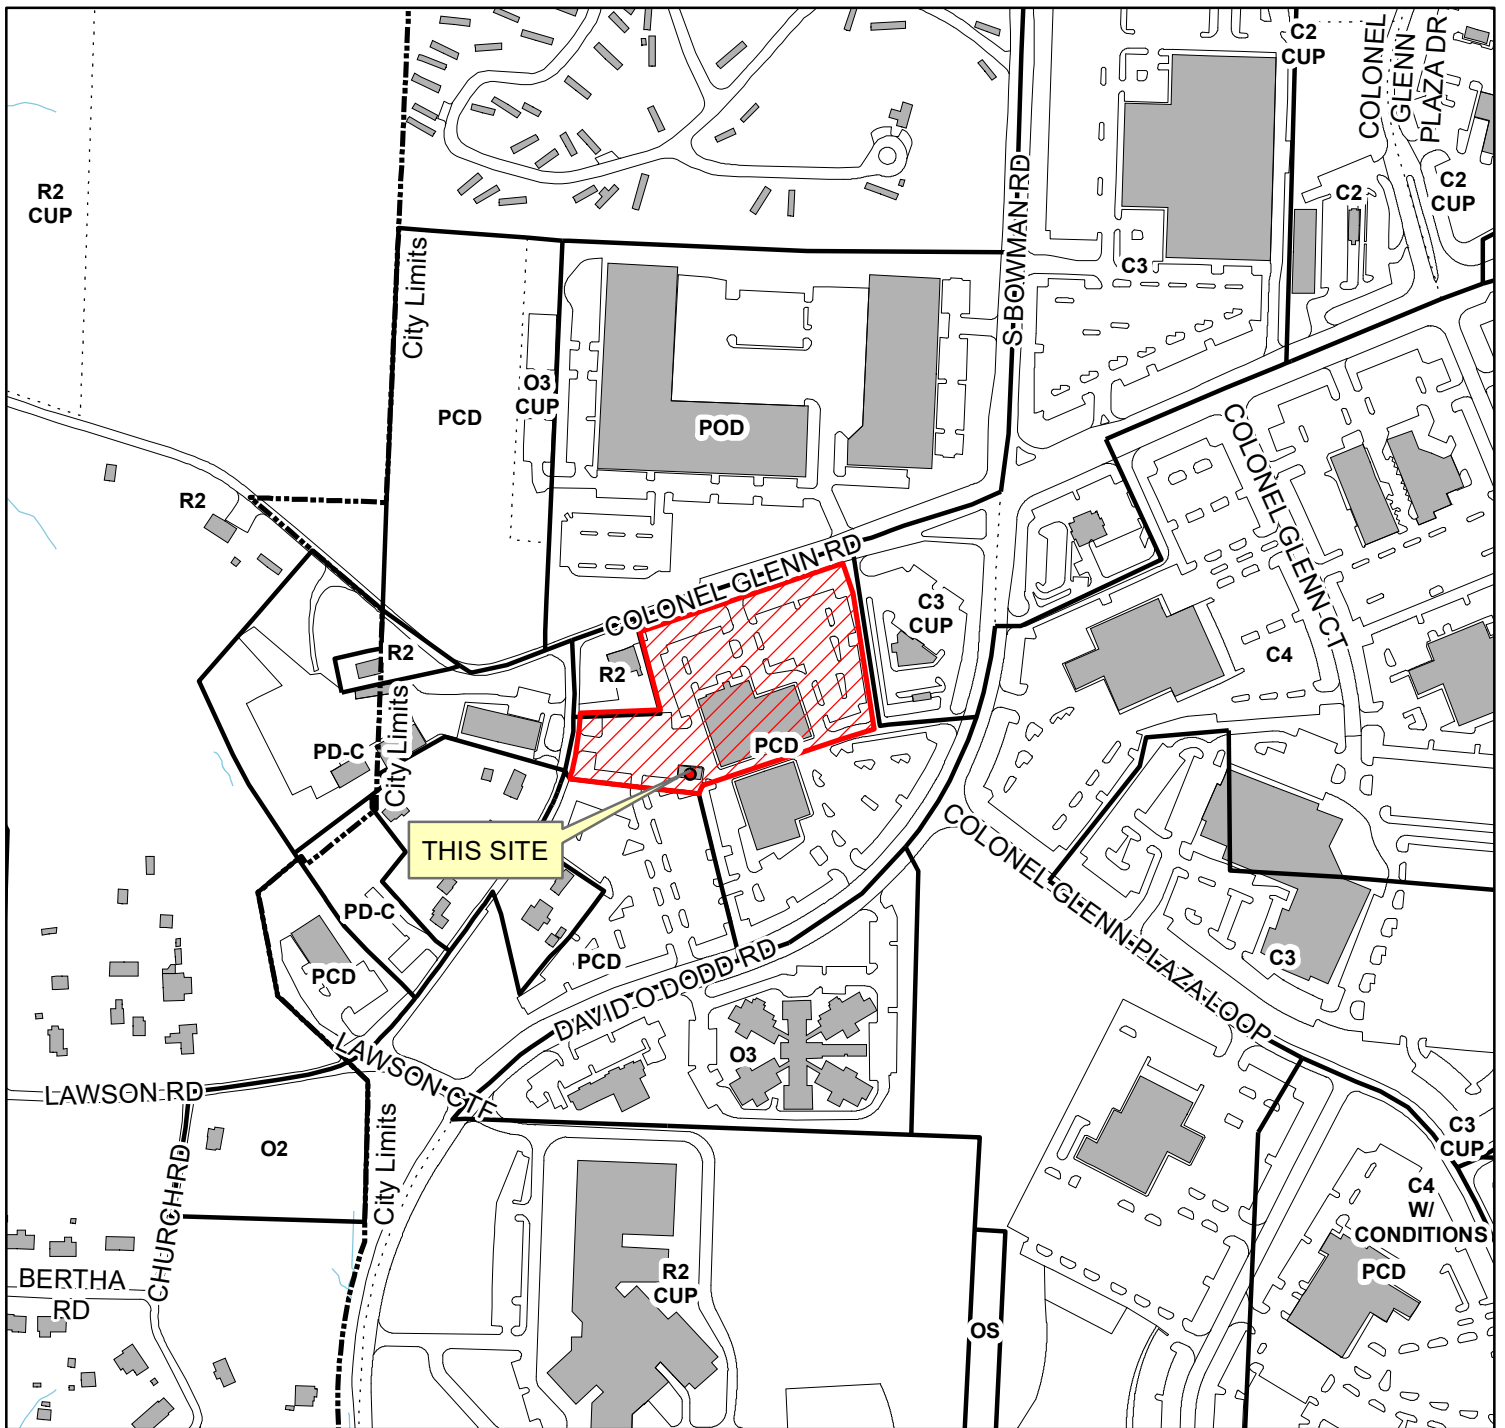 C2
CUP
COLONEL
GLENN
PLAZA DR
R2
CUP
S BOWMAN RD
C2
C2
CUP
City Limits
C3
O3
CUP
PCD
POD
COLONEL GLENN CT
R2
COLONEL GLENN RD
C3
CUP
R2
R2
C4
City Limits
PD-C
PCD
THIS SITE
COLONEL GLENN PLAZA LOOP
PD-C
PCD
PCD
C3
DAVID O DODD RD
LAWSON CTF
O3
LAWSON RD
City Limits
O2
CHURCH RD
C3
CUP
C4
W/
CONDITIONS
PCD
BERTHA
RD
R2
CUP
OS